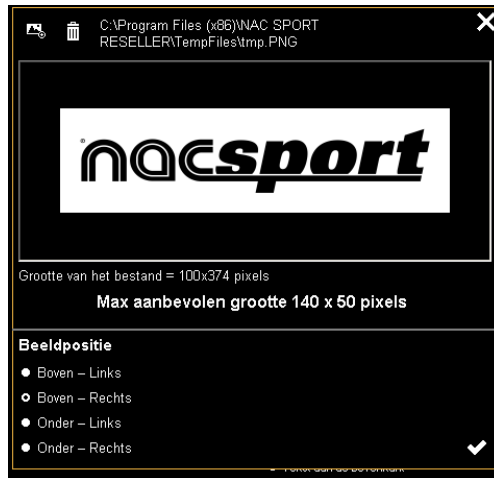 C:\Program Files (x86)\NAC SPORT
RESELLER\TempFiles\tmp.PNG
nacsport
Grootte van het bestand = 100x374 pixels
Max aanbevolen grootte 140 x 50 pixels
Beeldpositie
Boven – Links
Boven – Rechts
Onder – Links
Onder – Rechts